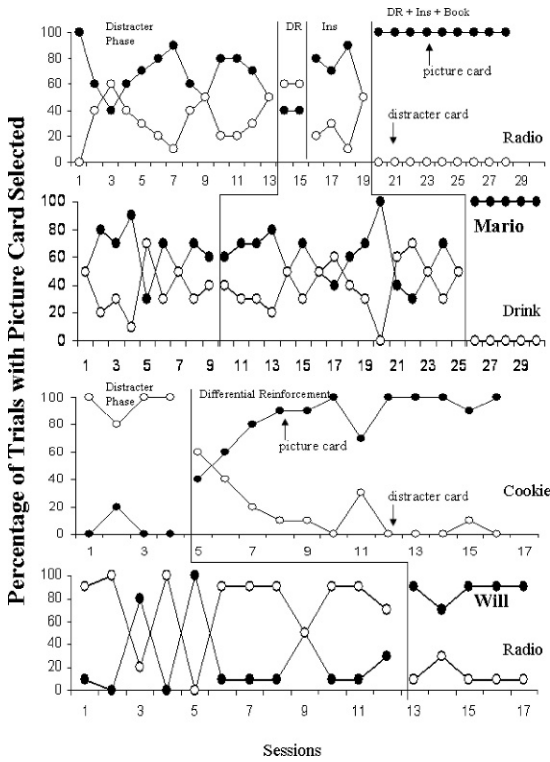 Percentage of Trials with Picture Card Selected
Distracter Phase
DR
Ins
DR + Ins + Book
100
80
60
40
20
0
picture card
distracter card
Radio
1 3 5 7 9 11 13 15 17 19 21 23 25 27 29
100
80
60
40
20
0
Mario
Drink
1 3 5 7 9 11 13 15 17 19 21 23 25 27 29
Distracter Phase
Differential Reinforcement
100
80
60
40
20
0
picture card
distracter card
Cookie
1 3 5 7 9 11 13 15 17
100
80
60
40
20
0
Will
Radio
1 3 5 7 9 11 13 15 17
Sessions